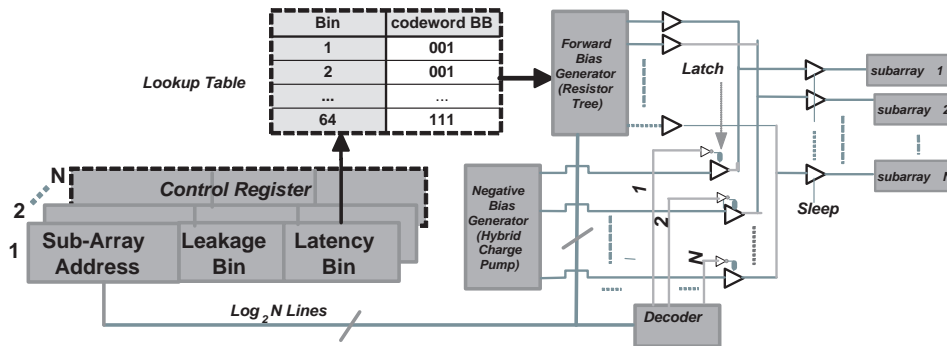 Bin codeword BB
1 001
2 001
... ...
64 111
Lookup Table
Forward
Bias
Generator
(Resistor
Tree)
Latch
subarray 1
subarray 2
subarray N
Sleep
N
2
1
Control Register
Sub-Array
Address
Leakage
Bin
Latency
Bin
Negative
Bias
Generator
(Hybrid
Charge
Pump)
1
2
N
Log2N Lines
Decoder